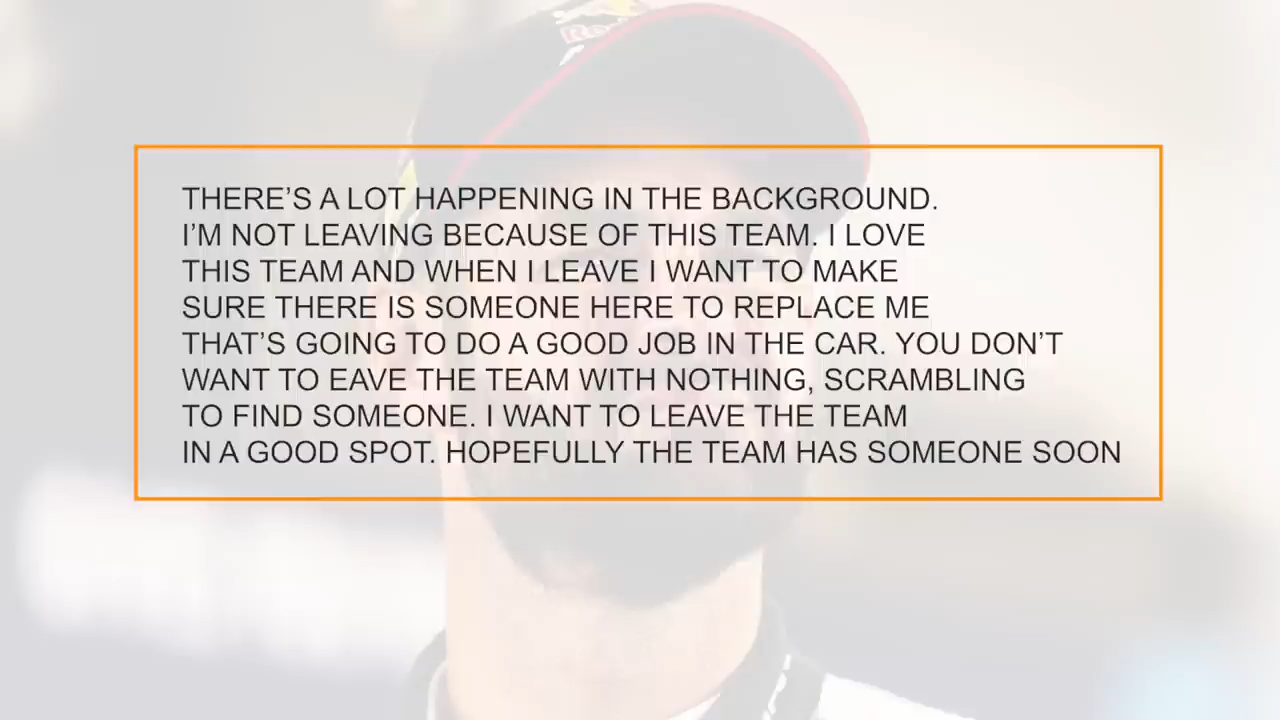 Red
THERE’S A LOT HAPPENING IN THE BACKGROUND.
I’M NOT LEAVING BECAUSE OF THIS TEAM. I LOVE
THIS TEAM AND WHEN I LEAVE I WANT TO MAKE
SURE THERE IS SOMEONE HERE TO REPLACE ME
THAT’S GOING TO DO A GOOD JOB IN THE CAR. YOU DON’T
WANT TO EAVE THE TEAM WITH NOTHING, SCRAMBLING
TO FIND SOMEONE. I WANT TO LEAVE THE TEAM
IN A GOOD SPOT. HOPEFULLY THE TEAM HAS SOMEONE SOON